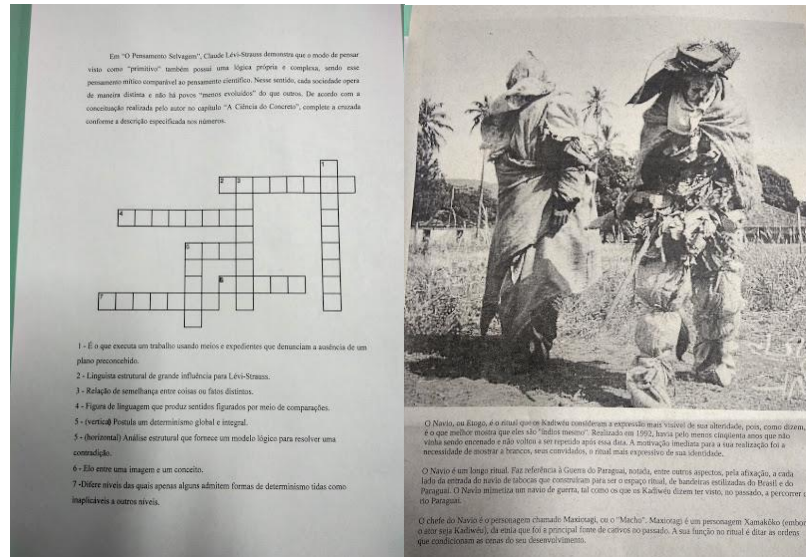 Em "O Pensamento Selvagem", Claude Lévi-Strauss demonstra que o modo de pensar
visto como "primitivo" também possui uma lógica própria e complexa, sendo esse
pensamento mítico comparável ao pensamento científico. Nesse sentido, cada sociedade opera
de maneira distinta e não há povos "menos evoluídos" do que outros. De acordo com a
conceituação realizada pelo autor no capítulo "A Ciência do Concreto", complete a cruzada
conforme a descrição especificada nos números.
1
2 3
4
5
6
7
1 - É o que executa um trabalho usando meios e expedientes que denunciam a ausência de um
plano preconcebido.
2 - Linguista estrutural de grande influência para Lévi-Strauss.
3 - Relação de semelhança entre coisas ou fatos distintos.
4 - Figura de linguagem que produz sentidos figurados por meio de comparações.
5 - (vertical) Postula um determinismo global e integral.
5 - (horizontal) Análise estrutural que fornece um modelo lógico para resolver uma
contradição.
6 - Elo entre uma imagem e um conceito.
7 -Difere níveis das quais apenas alguns admitem formas de determinismo tidas como
inaplicáveis a outros níveis.
O Navio, ou Etogo, é o ritual que os Kadiwéu consideram a expressão mais visível de sua alteridade, pois, como dizem,
é o que melhor mostra que eles são "índios mesmo". Realizado em 1992, havia pelo menos cinqüenta anos que não
vinha sendo encenado e não voltou a ser repetido após essa data. A motivação imediata para a sua realização foi a
necessidade de mostrar a brancos, seus convidados, o ritual mais expressivo de sua identidade.
O Navio é um longo ritual. Faz referência à Guerra do Paraguai, notada, entre outros aspectos, pela afixação, a cada
lado da entrada do navio de tabocas que construíram para ser o espaço ritual, de bandeiras estilizadas do Brasil e do
Paraguai. O Navio mimetiza um navio de guerra, tal como os que os Kadiwéu dizem ter visto, no passado, a percorrer o
rio Paraguai.
O chefe do Navio é o personagem chamado Maxiotagi, ou o "Macho". Maxiotagi é um personagem Xamakôko (embor
o ator seja Kadiwéu), da etnia que foi a principal fonte de cativos no passado. A sua função no ritual é ditar as ordens
que condicionam as cenas do seu desenvolvimento.